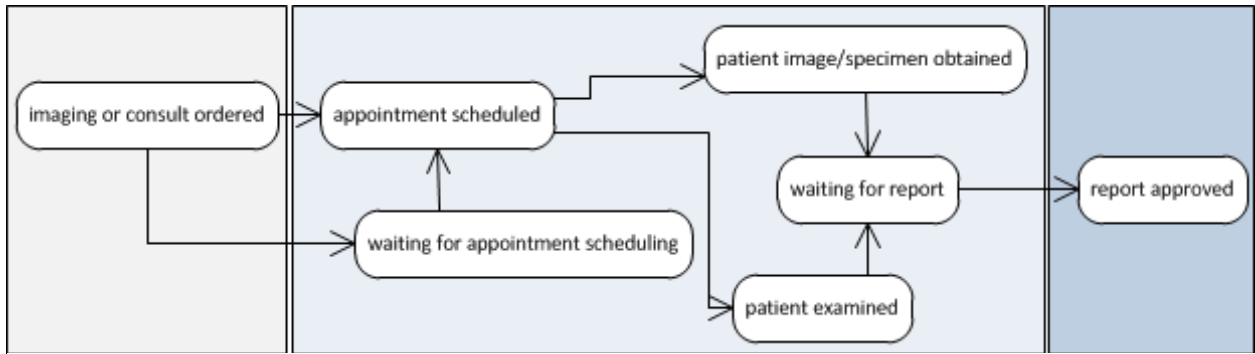 imaging or consult ordered
appointment scheduled
waiting for appointment scheduling
patient image/specimen obtained
waiting for report
patient examined
report approved